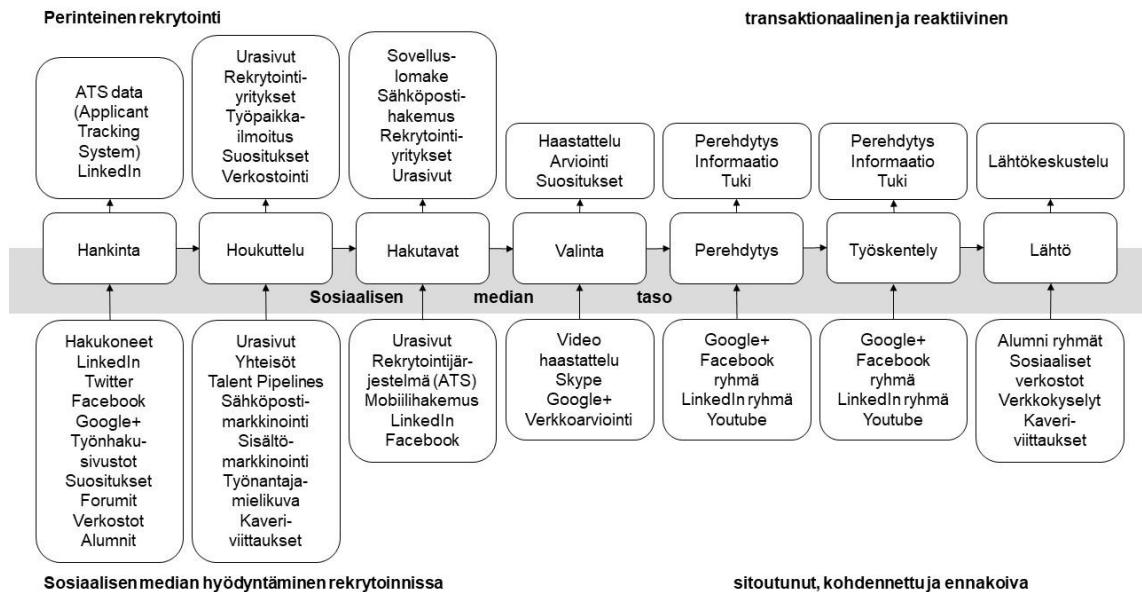 Perinteinen rekrytointi
transaktionaalinen ja reaktiivinen
ATS data
(Applicant
Tracking
System)
LinkedIn
Urasivut
Rekrytointi-
yritykset
Työpaikka-
ilmoitus
Suositukset
Verkostointi
Sovellus-
lomake
Sähköposti-
hakemus
Rekrytointi-
yritykset
Urasivut
Haastattelu
Arviointi
Suositukset
Perehdytys
Informaatio
Tuki
Perehdytys
Informaatio
Tuki
Lähtökeskustelu
Hankinta
Houkuttelu
Hakutavat
Valinta
Perehdytys
Työskentely
Lähtö
Sosiaalisen median taso
Hakukoneet
LinkedIn
Twitter
Facebook
Google+
Työnhaku-
sivustot
Suositukset
Forumit
Verkostot
Alumnit
Urasivut
Yhteisöt
Talent Pipelines
Sähköposti-
markkinointi
Sisältö-
markkinointi
Työnantaja-
mielikuva
Kaveri-
viittaukset
Urasivut
Rekrytointijär-
jestelmä (ATS)
Mobiilihakemus
LinkedIn
Facebook
Video
haastattelu
Skype
Google+
Verkkoarviointi
Google+
Facebook
ryhmä
LinkedIn ryhmä
Youtube
Google+
Facebook
ryhmä
LinkedIn ryhmä
Youtube
Alumni ryhmät
Sosiaaliset
verkostot
Verkkokyselyt
Kaveri-
viittaukset
Sosiaalisen median hyödyntäminen rekrytoinnissa
sitoutunut, kohdennettu ja ennakoiva